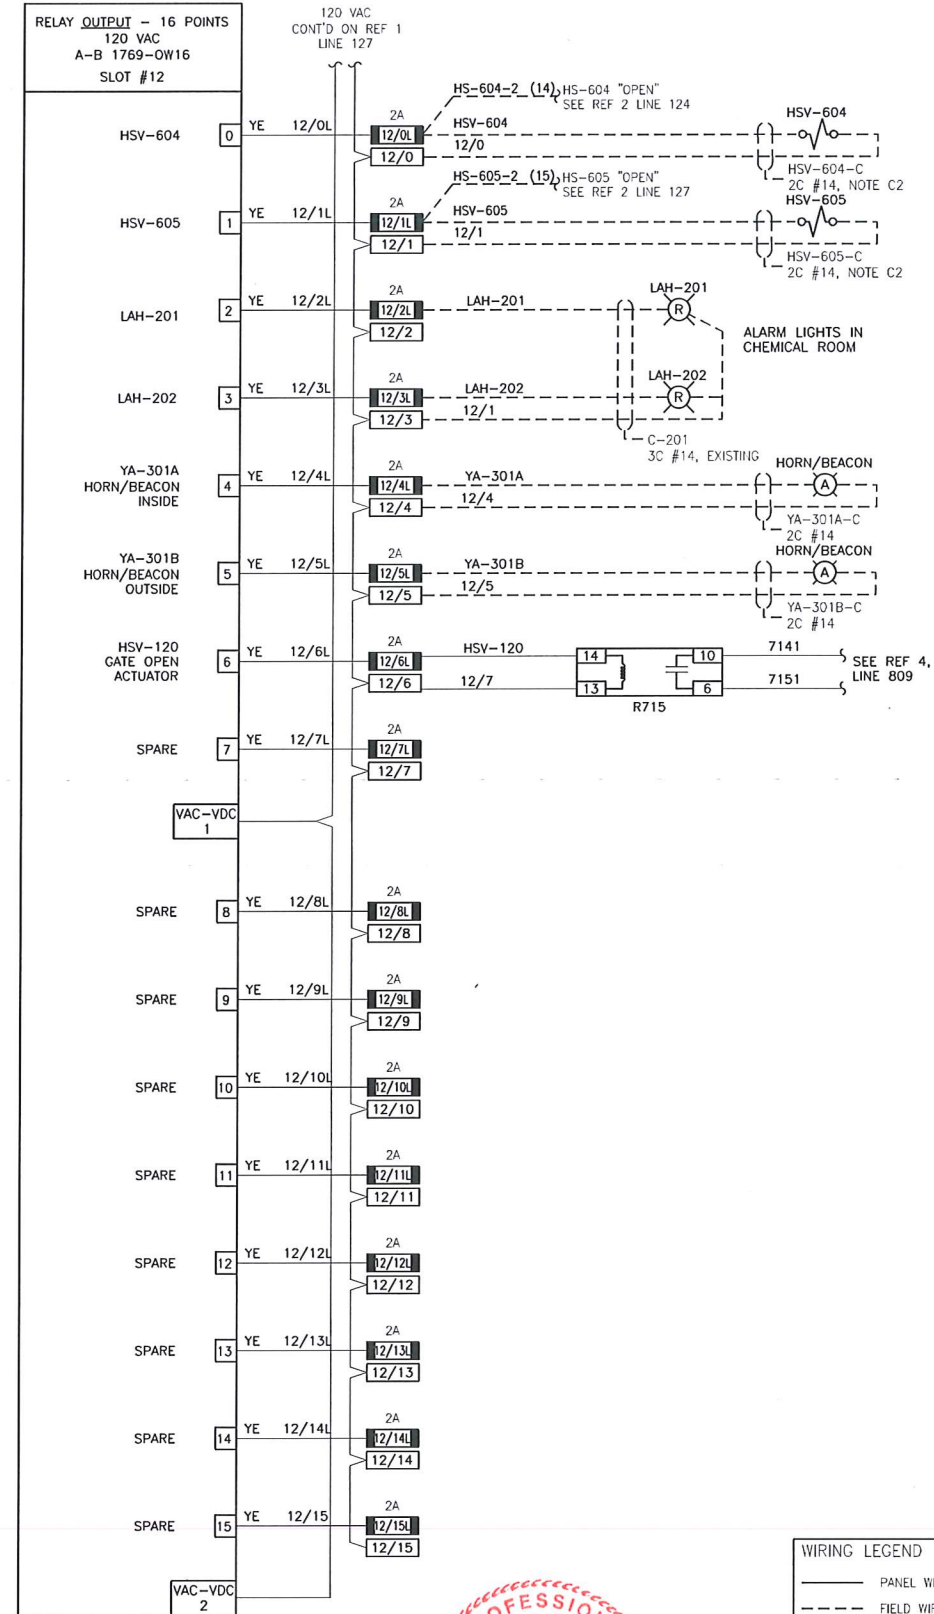 RELAY OUTPUT – 16 POINTS
120 VAC
A–B 1769–OW16
SLOT #12
120 VAC
CONT'D ON REF 1
LINE 127
HS–604–2 (14) HS–604 "OPEN"
SEE REF 2 LINE 124
HSV–604 0 YE 12/0L 2A 12/0L HSV–604 HSV–604
12/0 12/0
HSV–604–C
2C #14, NOTE C2
HS–605–2 (15) HS–605 "OPEN"
SEE REF 2 LINE 127
HSV–605 1 YE 12/1L 2A 12/1L HSV–605 HSV–605
12/1 12/1
HSV–605–C
2C #14, NOTE C2
LAH–201 2 YE 12/2L 2A 12/2L LAH–201 LAH–201 R
12/2
ALARM LIGHTS IN
CHEMICAL ROOM
LAH–202 3 YE 12/3L 2A 12/3L LAH–202 LAH–202 R
12/3 12/1
C–201
3C #14, EXISTING
YA–301A
HORN/BEACON
INSIDE
4 YE 12/4L 2A 12/4L YA–301A HORN/BEACON A
12/4 12/4
YA–301A–C
2C #14
YA–301B
HORN/BEACON
OUTSIDE
5 YE 12/5L 2A 12/5L YA–301B HORN/BEACON A
12/5 12/5
YA–301B–C
2C #14
HSV–120
GATE OPEN
ACTUATOR
6 YE 12/6L 2A 12/6L HSV–120 14 10 7141
12/6 12/7 13 6 7151
R715
SEE REF 4,
LINE 809
SPARE 7 YE 12/7L 2A 12/7L
12/7
VAC–VDC
1
SPARE 8 YE 12/8L 2A 12/8L
12/8
SPARE 9 YE 12/9L 2A 12/9L
12/9
SPARE 10 YE 12/10L 2A 12/10L
12/10
SPARE 11 YE 12/11L 2A 12/11L
12/11
SPARE 12 YE 12/12L 2A 12/12L
12/12
SPARE 13 YE 12/13L 2A 12/13L
12/13
SPARE 14 YE 12/14L 2A 12/14L
12/14
SPARE 15 YE 12/15 2A 12/15L
12/15
VAC–VDC
2
WIRING LEGEND
PANEL WI
FIELD WIF
OFESSIO